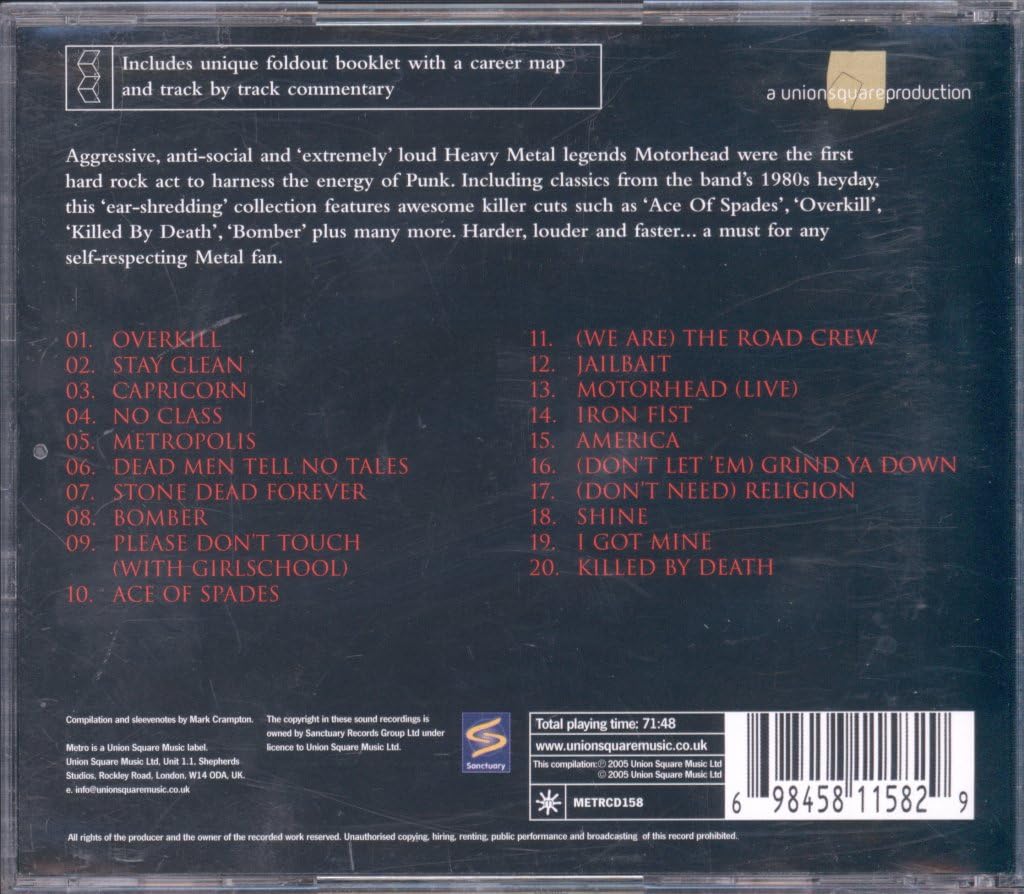 Includes unique foldout booklet with a career map
and track by track commentary
a unionsquareproduction
Aggressive, anti-social and ‘extremely’ loud Heavy Metal legends Motorhead were the first
hard rock act to harness the energy of Punk. Including classics from the band’s 1980s heyday,
this ‘ear-shredding’ collection features awesome killer cuts such as ‘Ace Of Spades’, ‘Overkill’,
‘Killed By Death’, ‘Bomber’ plus many more. Harder, louder and faster... a must for any
self-respecting Metal fan.
01. OVERKILL
02. STAY CLEAN
03. CAPRICORN
04. NO CLASS
05. METROPOLIS
06. DEAD MEN TELL NO TALES
07. STONE DEAD FOREVER
08. BOMBER
09. PLEASE DON'T TOUCH
(WITH GIRLSCHOOL)
10. ACE OF SPADES
11. (WE ARE) THE ROAD CREW
12. JAILBAIT
13. MOTORHEAD (LIVE)
14. IRON FIST
15. AMERICA
16. (DON'T LET 'EM) GRIND YA DOWN
17. (DON'T NEED) RELIGION
18. SHINE
19. I GOT MINE
20. KILLED BY DEATH
Compilation and sleevenotes by Mark Crampton.
Metro is a Union Square Music label.
Union Square Music Ltd, Unit 1.1, Shepherds
Studios, Rockley Road, London, W14 0DA, UK.
e. info@unionsquaremusic.co.uk
The copyright in these sound recordings is
owned by Sanctuary Records Group Ltd under
licence to Union Square Music Ltd.
Sanctuary
Total playing time: 71:48
www.unionsquaremusic.co.uk
This compilation: ℗ 2005 Union Square Music Ltd
© 2005 Union Square Music Ltd
METRCD158
6 98458 11582 9
All rights of the producer and the owner of the recorded work reserved. Unauthorised copying, hiring, renting, public performance and broadcasting of this record prohibited.